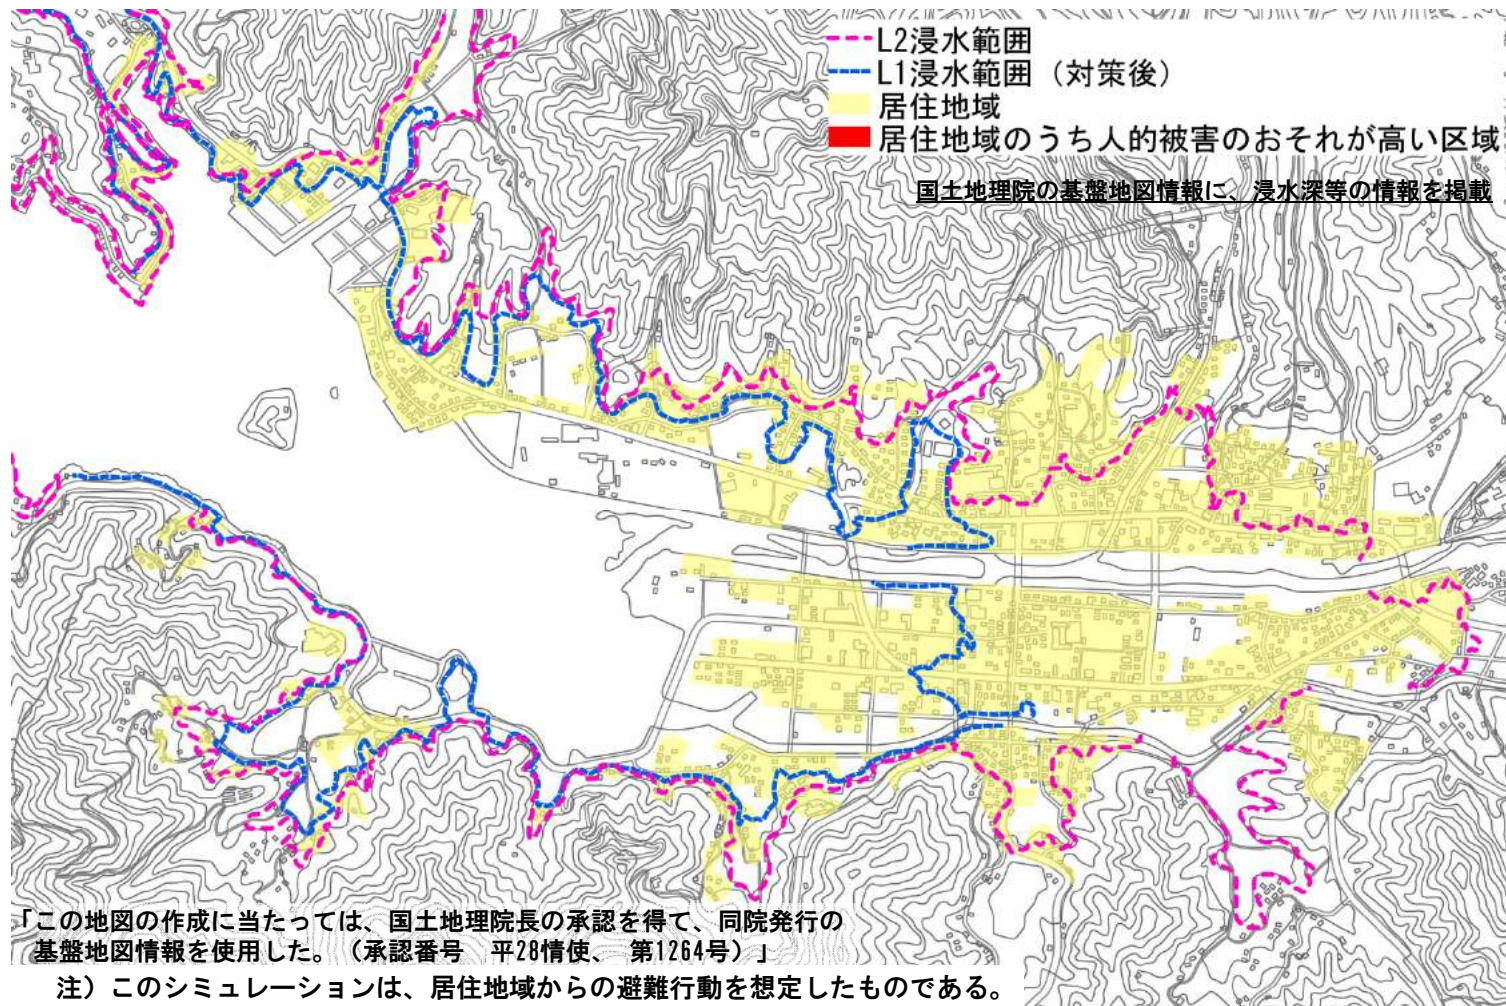 L2浸水範囲
L1浸水範囲（対策後）
居住地域
居住地域のうち人的被害のおそれが高い区域
国土地理院の基盤地図情報に、浸水深等の情報を掲載
「この地図の作成に当たっては、国土地理院長の承認を得て、同院発行の
基盤地図情報を使用した。（承認番号　平28情使、　第1264号）」
注）このシミュレーションは、居住地域からの避難行動を想定したものである。